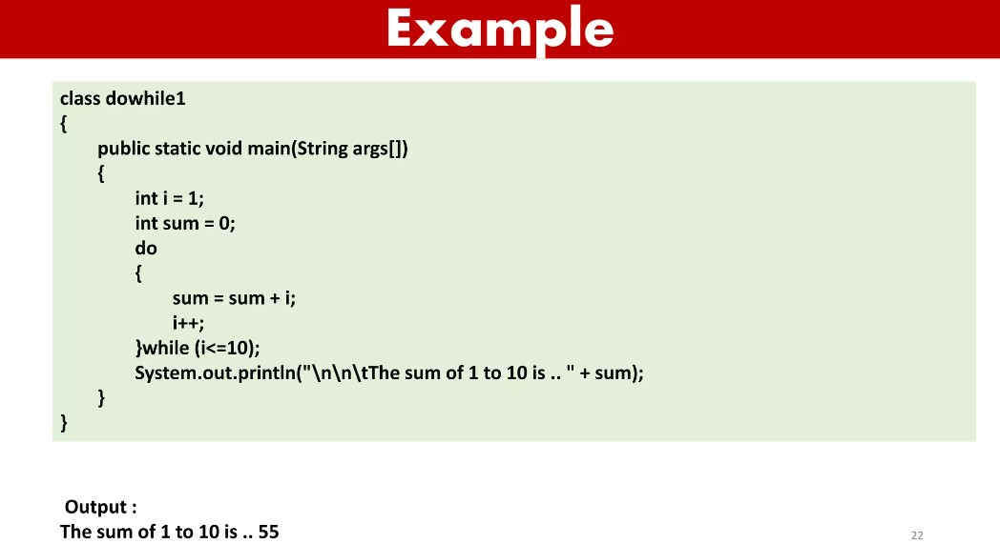 Example
class dowhile1
{
public static void main(String args[])
{
int i = 1;
int sum = 0;
do
{
sum = sum + i;
i++;
}while (i<=10);
System.out.println("\n\n\tThe sum of 1 to 10 is .. " + sum);
}
}
Output :
The sum of 1 to 10 is .. 55
22